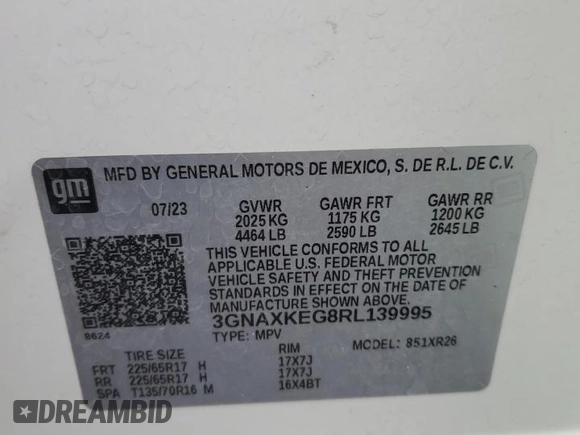 gm
MFD BY GENERAL MOTORS DE MEXICO, S. DE R.L. DE C.V.
07/23 GVWR GAWR FRT GAWR RR
2025 KG 1175 KG 1200 KG
4464 LB 2590 LB 2645 LB
THIS VEHICLE CONFORMS TO ALL
APPLICABLE U.S. FEDERAL MOTOR
VEHICLE SAFETY AND THEFT PREVENTION
STANDARDS IN EFFECT ON THE DATE OF
MANUFACTURE SHOWN ABOVE.
3GNAXKEG8RL139995
8624 TYPE: MPV MODEL: 851XR26
TIRE SIZE RIM
FRT 225/65R17 H 17X7J
RR 225/65R17 H 17X7J
SPA T135/70R16 M 16X4BT
DREAMBID